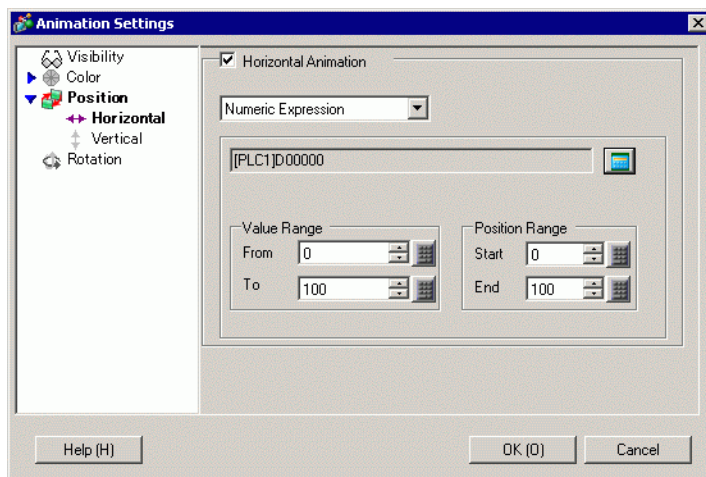 Animation Settings
Visibility
Color
Position
Horizontal
Vertical
Rotation
Horizontal Animation
Numeric Expression
[PLC1]D00000
Value Range
From 0
To 100
Position Range
Start 0
End 100
Help (H)
OK (O)
Cancel